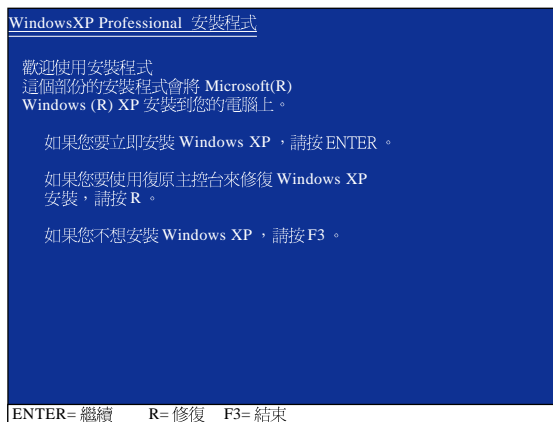 WindowsXP Professional 安裝程式
歡迎使用安裝程式
這個部份的安裝程式會將 Microsoft(R)
Windows (R) XP 安裝到您的電腦上。
如果您要立即安裝 Windows XP ，請按 ENTER 。
如果您要使用復原主控台來修復 Windows XP
安裝，請按 R 。
如果您不想安裝 Windows XP ，請按 F3 。
ENTER= 繼續 R= 修復 F3= 結束